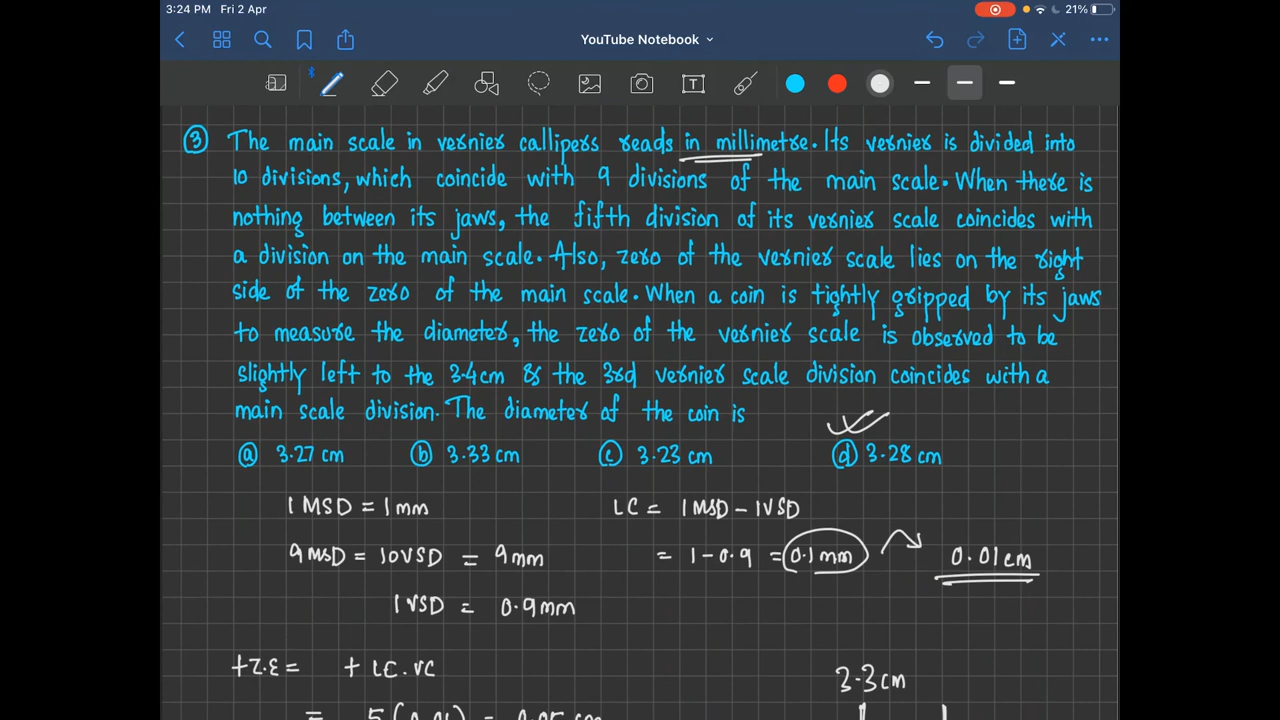 3:24 PM Fri 2 Apr
21%
YouTube Notebook
T
③ The main scale in vernier callipers reads in millimetre. Its vernier is divided into
10 divisions, which coincide with 9 divisions of the main scale. When there is
nothing between its jaws, the fifth division of its vernier scale coincides with
a division on the main scale. Also, zero of the vernier scale lies on the right
side of the zero of the main scale. When a coin is tightly gripped by its jaws
to measure the diameter, the zero of the vernier scale is observed to be
slightly left to the 3.4cm & the 3rd vernier scale division coincides with a
main scale division. The diameter of the coin is
ⓐ 3.27 cm ⓑ 3.33 cm ⓒ 3.23 cm ⓓ 3.28 cm
1 MSD = 1 mm LC = 1 MSD - 1 VSD
9 MSD = 10 VSD = 9 mm = 1 - 0.9 = 0.1 mm 0.01 cm
1 VSD = 0.9 mm
+Z.E = + LC.VC
3.3 cm